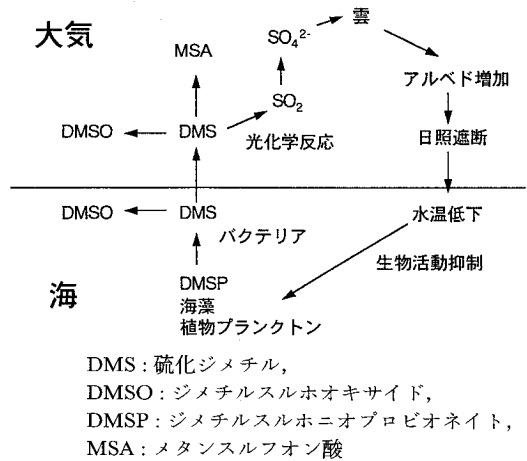 大気
雲
SO₄²⁻
MSA
アルベド増加
SO₂
DMSO
DMS
光化学反応
日照遮断
DMSO
DMS
水温低下
バクテリア
生物活動抑制
海
DMSP
海藻
植物プランクトン
DMS : 硫化ジメチル,
DMSO : ジメチルスルホオキサイド,
DMSP : ジメチルスルホニオプロビオネイト,
MSA : メタンスルフオン酸